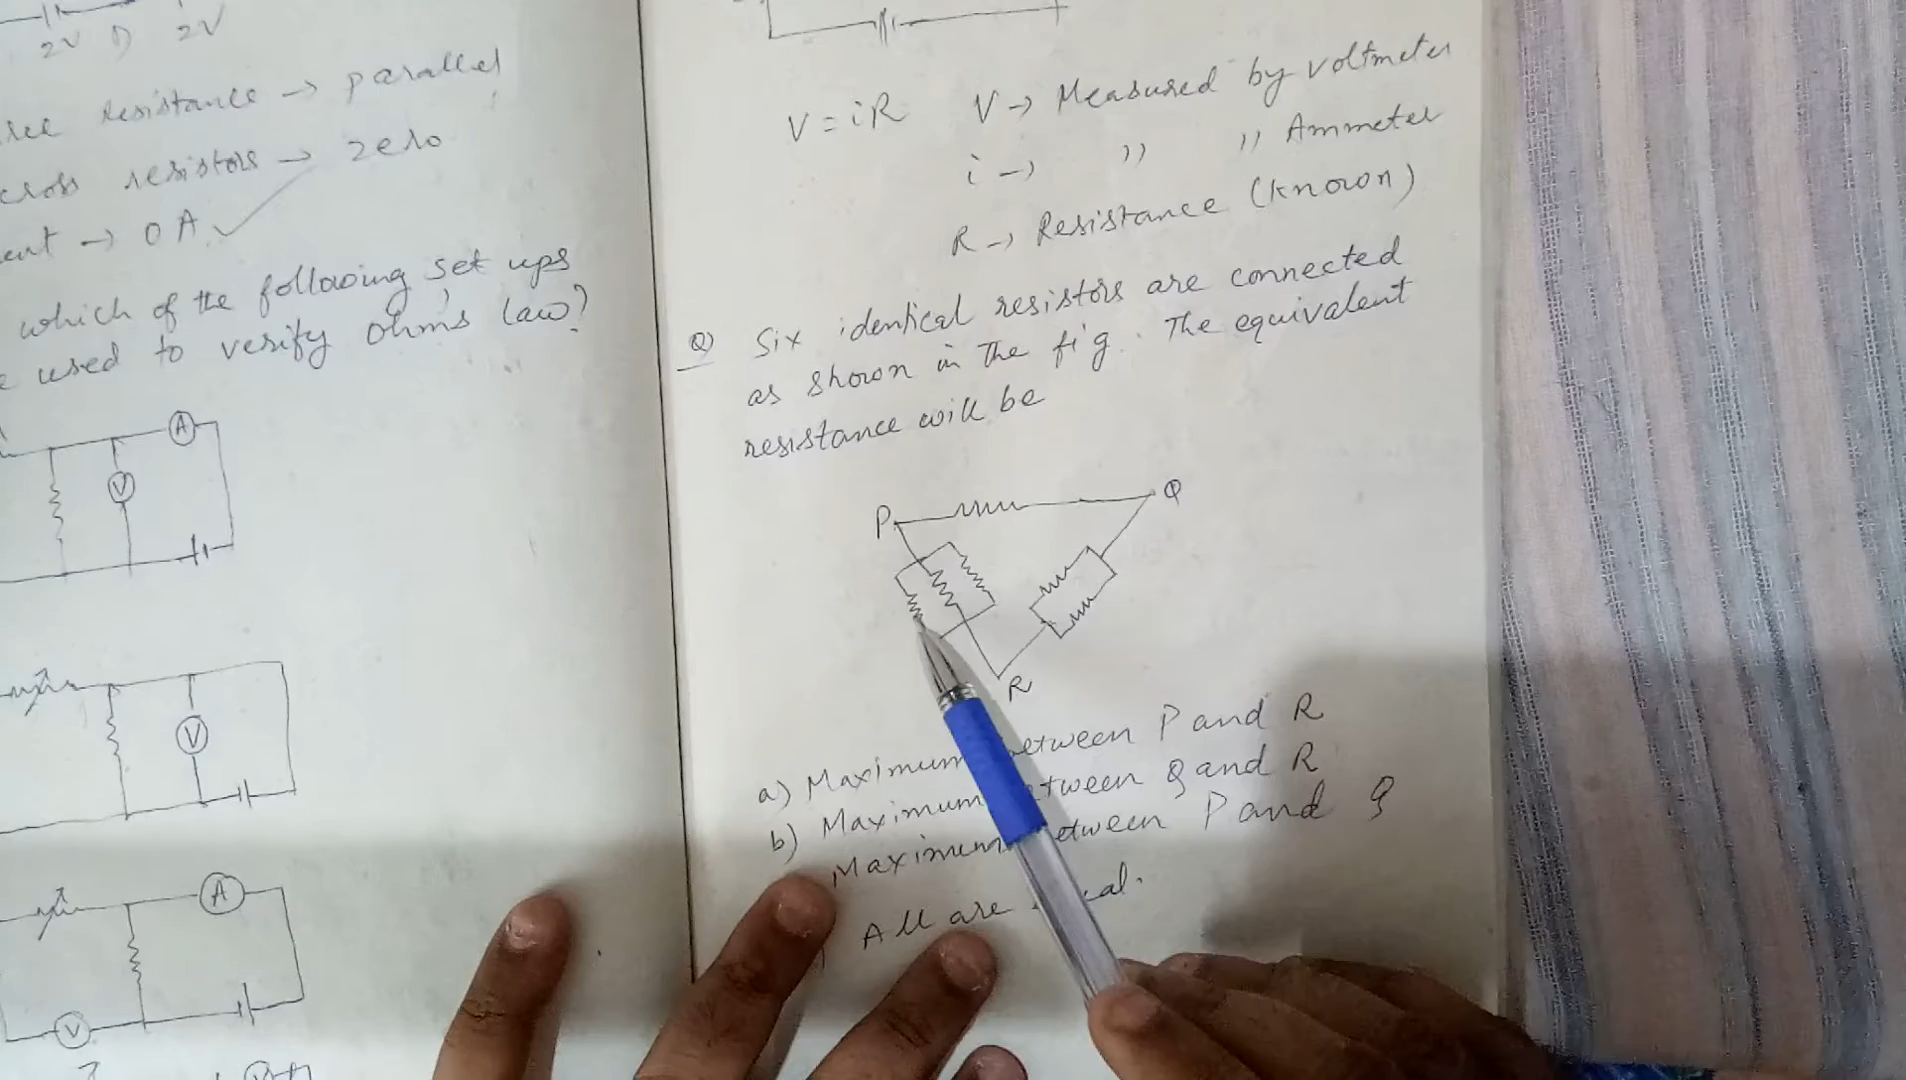 2V D 2V
resistance → parallel
resistors → zero
→ 0 A ✓
which of the following set ups
used to verify ohm's law?
A
V
V
A
V
V = iR V → Measured by voltmeter
i → " " Ammeter
R → Resistance (known)
Q) Six identical resistors are connected
as shown in the fig. The equivalent
resistance will be
P Q
R
a) Maximum between P and R
b) Maximum between Q and R
Maximum between P and Q
All are